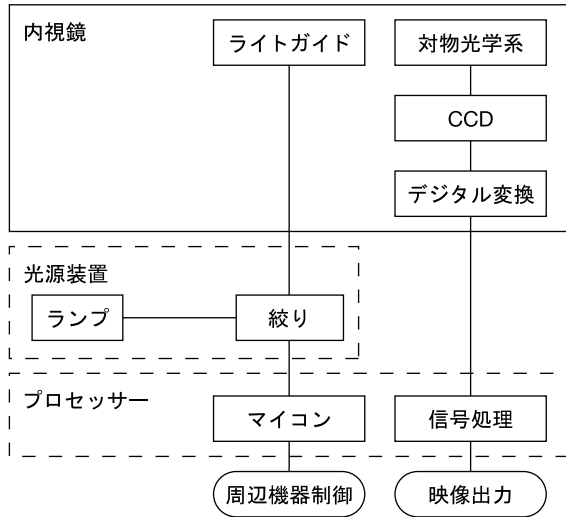 内視鏡
ライトガイド
対物光学系
CCD
デジタル変換
光源装置
ランプ
絞り
プロセッサー
マイコン
信号処理
周辺機器制御
映像出力